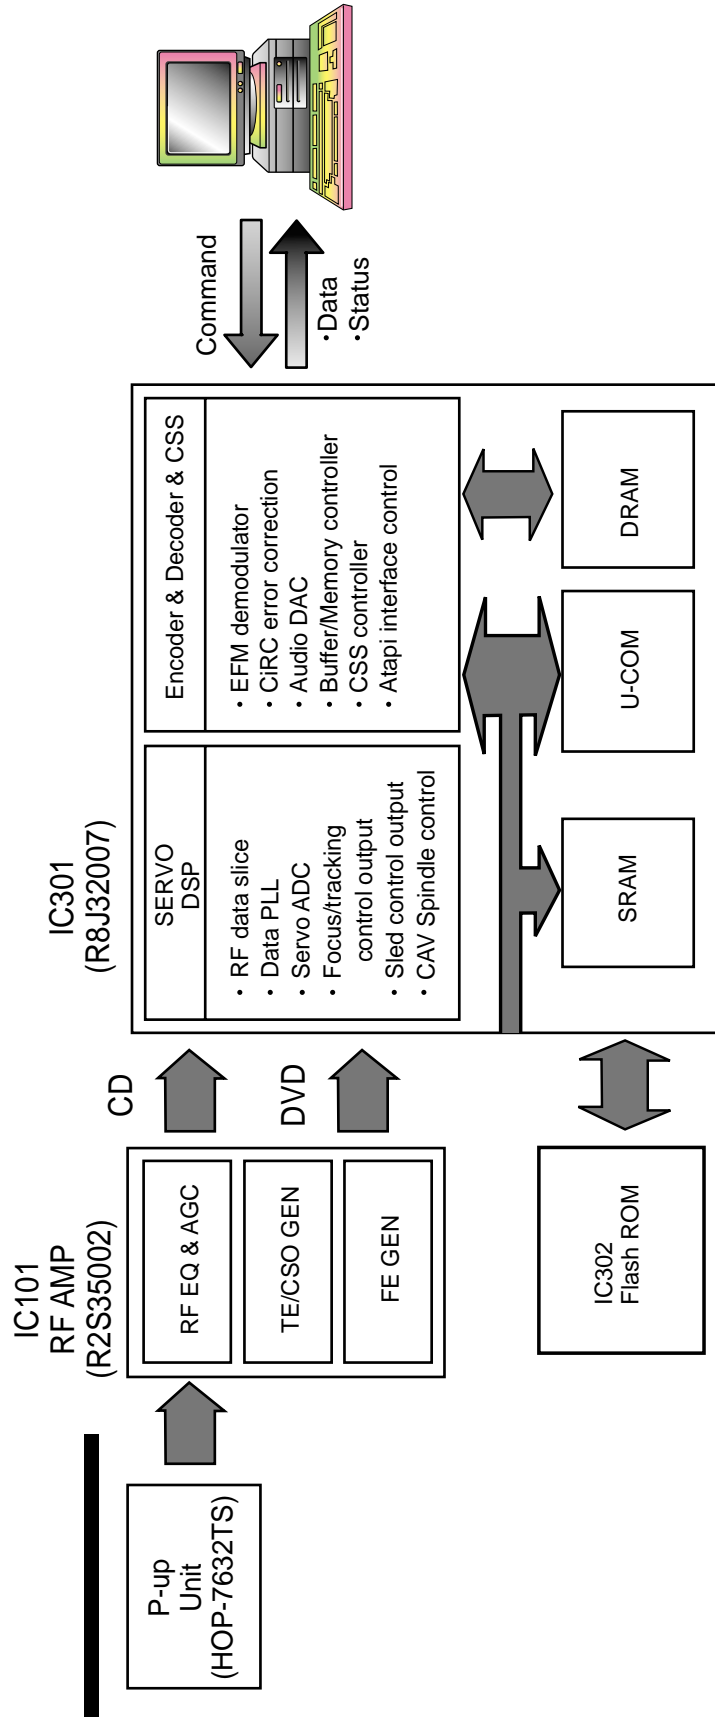 P-up
Unit
(HOP-7632TS)
IC101
RF AMP
(R2S35002)
RF EQ & AGC
TE/CSO GEN
FE GEN
CD
DVD
IC301
(R8J32007)
SERVO
DSP
• RF data slice
• Data PLL
• Servo ADC
• Focus/tracking
control output
• Sled control output
• CAV Spindle control
Encoder & Decoder & CSS
• EFM demodulator
• CiRC error correction
• Audio DAC
• Buffer/Memory controller
• CSS controller
• Atapi interface control
Command
•Data
•Status
IC302
Flash ROM
SRAM
U-COM
DRAM